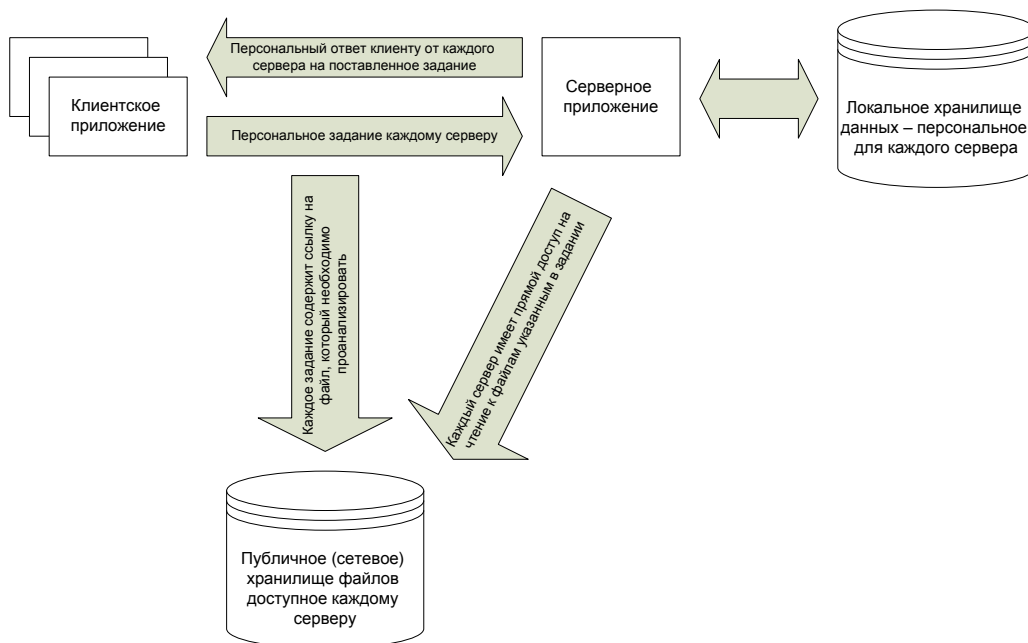 Персональный ответ клиенту от каждого
сервера на поставленное задание
Клиентское
приложение
Серверное
приложение
Персональное задание каждому серверу
Локальное хранилище
данных – персональное
для каждого сервера
Каждое задание содержит ссылку на
файл, который необходимо
проанализировать
Каждый сервер имеет прямой доступ на
чтение к файлам указанным в задании
Публичное (сетевое)
хранилище файлов
доступное каждому
серверу